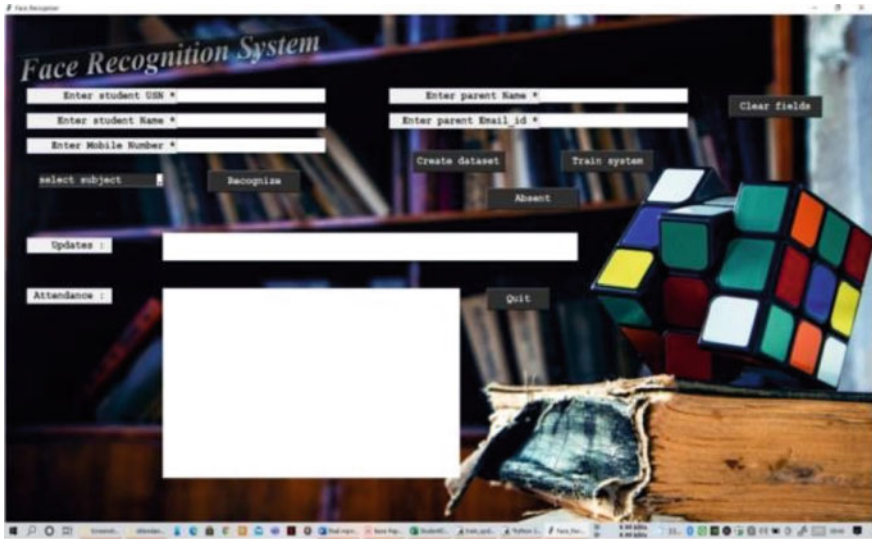 Face Recogniser
Face Recognition System
Enter student USN *
Enter parent Name *
Clear fields
Enter student Name *
Enter parent Email_id *
Enter Mobile Number *
Create dataset
Train system
select subject
Recognize
Absent
Updates :
Attendance :
Quit